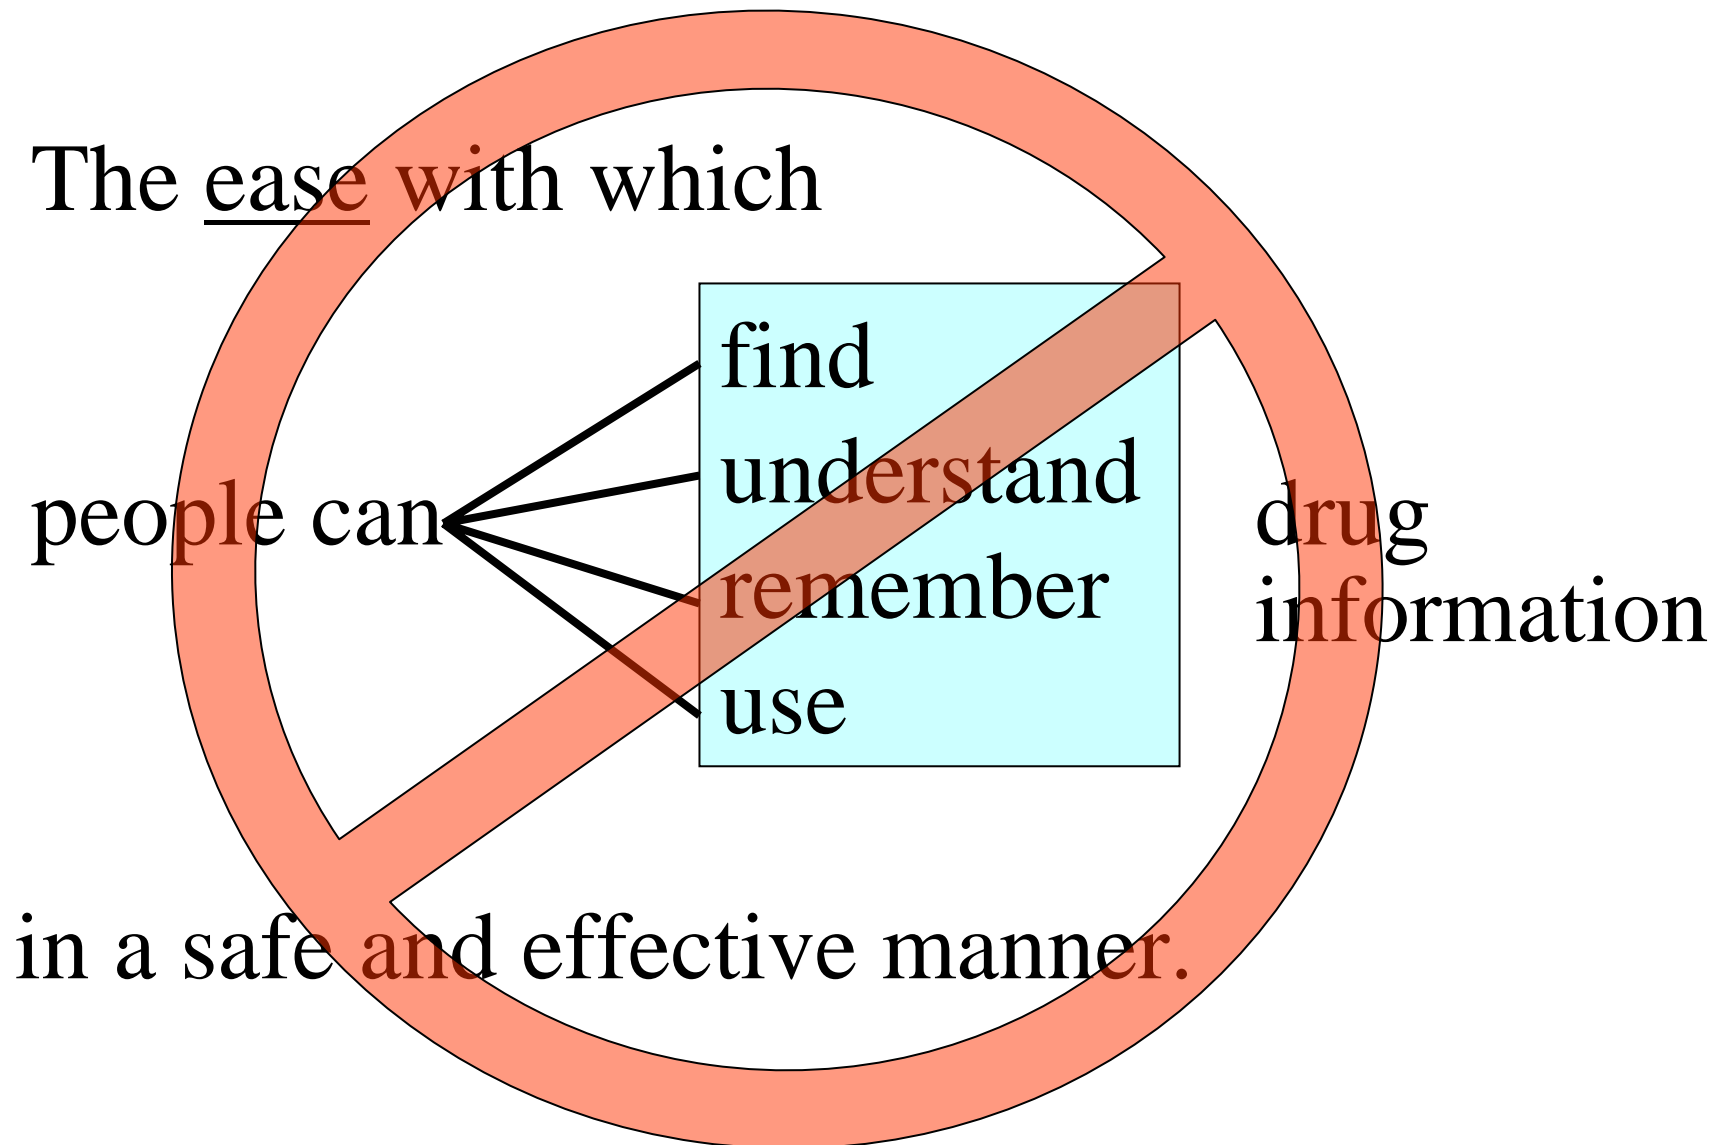 The ease with which
people can
find
understand
remember
use
drug
information
in a safe and effective manner.